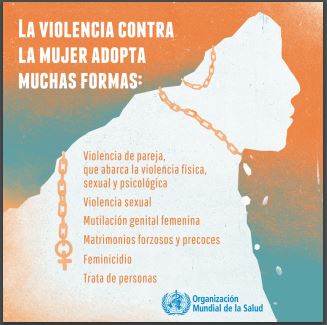 LA VIOLENCIA CONTRA
LA MUJER ADOPTA
MUCHAS FORMAS:
Violencia de pareja,
que abarca la violencia física,
sexual y psicológica
Violencia sexual
Mutilación genital femenina
Matrimonios forzosos y precoces
Feminicidio
Trata de personas
Organización
Mundial de la Salud